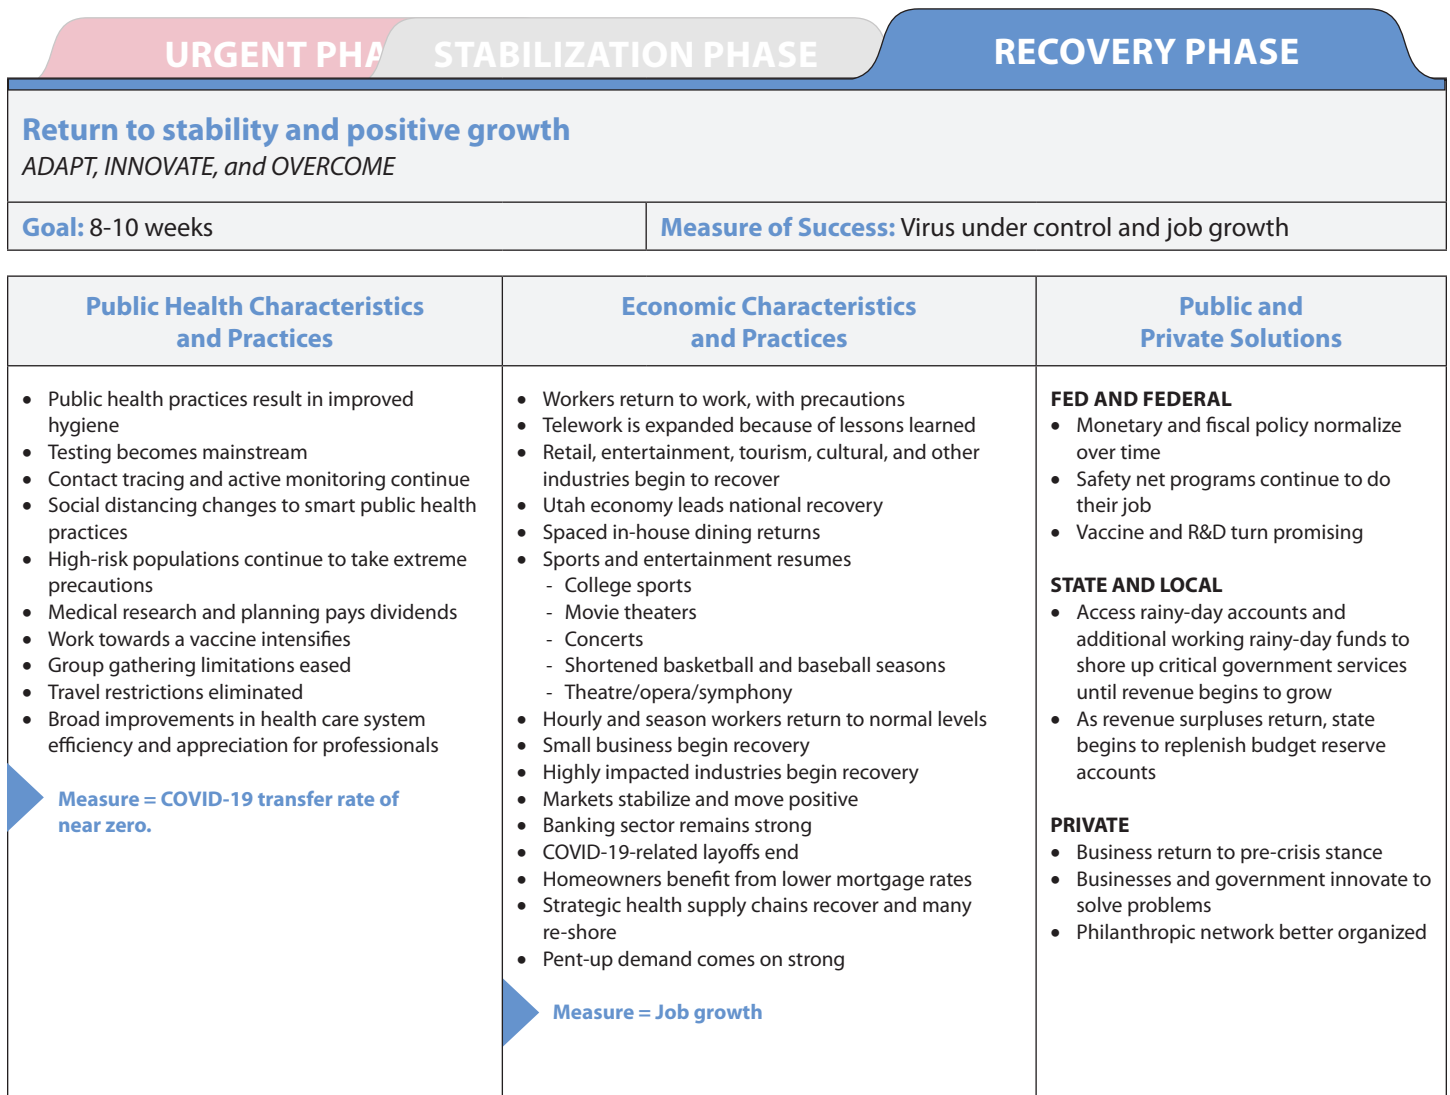 URGENT PHA
STABILIZATION PHASE
RECOVERY PHASE
Return to stability and positive growth
ADAPT, INNOVATE, and OVERCOME
Goal: 8-10 weeks
Measure of Success: Virus under control and job growth
Public Health Characteristics
and Practices
• Public health practices result in improved
hygiene
• Testing becomes mainstream
• Contact tracing and active monitoring continue
• Social distancing changes to smart public health
practices
• High-risk populations continue to take extreme
precautions
• Medical research and planning pays dividends
• Work towards a vaccine intensifies
• Group gathering limitations eased
• Travel restrictions eliminated
• Broad improvements in health care system
efficiency and appreciation for professionals
Measure = COVID-19 transfer rate of
near zero.
Economic Characteristics
and Practices
• Workers return to work, with precautions
• Telework is expanded because of lessons learned
• Retail, entertainment, tourism, cultural, and other
industries begin to recover
• Utah economy leads national recovery
• Spaced in-house dining returns
• Sports and entertainment resumes
- College sports
- Movie theaters
- Concerts
- Shortened basketball and baseball seasons
- Theatre/opera/symphony
• Hourly and season workers return to normal levels
• Small business begin recovery
• Highly impacted industries begin recovery
• Markets stabilize and move positive
• Banking sector remains strong
• COVID-19-related layoffs end
• Homeowners benefit from lower mortgage rates
• Strategic health supply chains recover and many
re-shore
• Pent-up demand comes on strong
Measure = Job growth
Public and
Private Solutions
FED AND FEDERAL
• Monetary and fiscal policy normalize
over time
• Safety net programs continue to do
their job
• Vaccine and R&D turn promising
STATE AND LOCAL
• Access rainy-day accounts and
additional working rainy-day funds to
shore up critical government services
until revenue begins to grow
• As revenue surpluses return, state
begins to replenish budget reserve
accounts
PRIVATE
• Business return to pre-crisis stance
• Businesses and government innovate to
solve problems
• Philanthropic network better organized